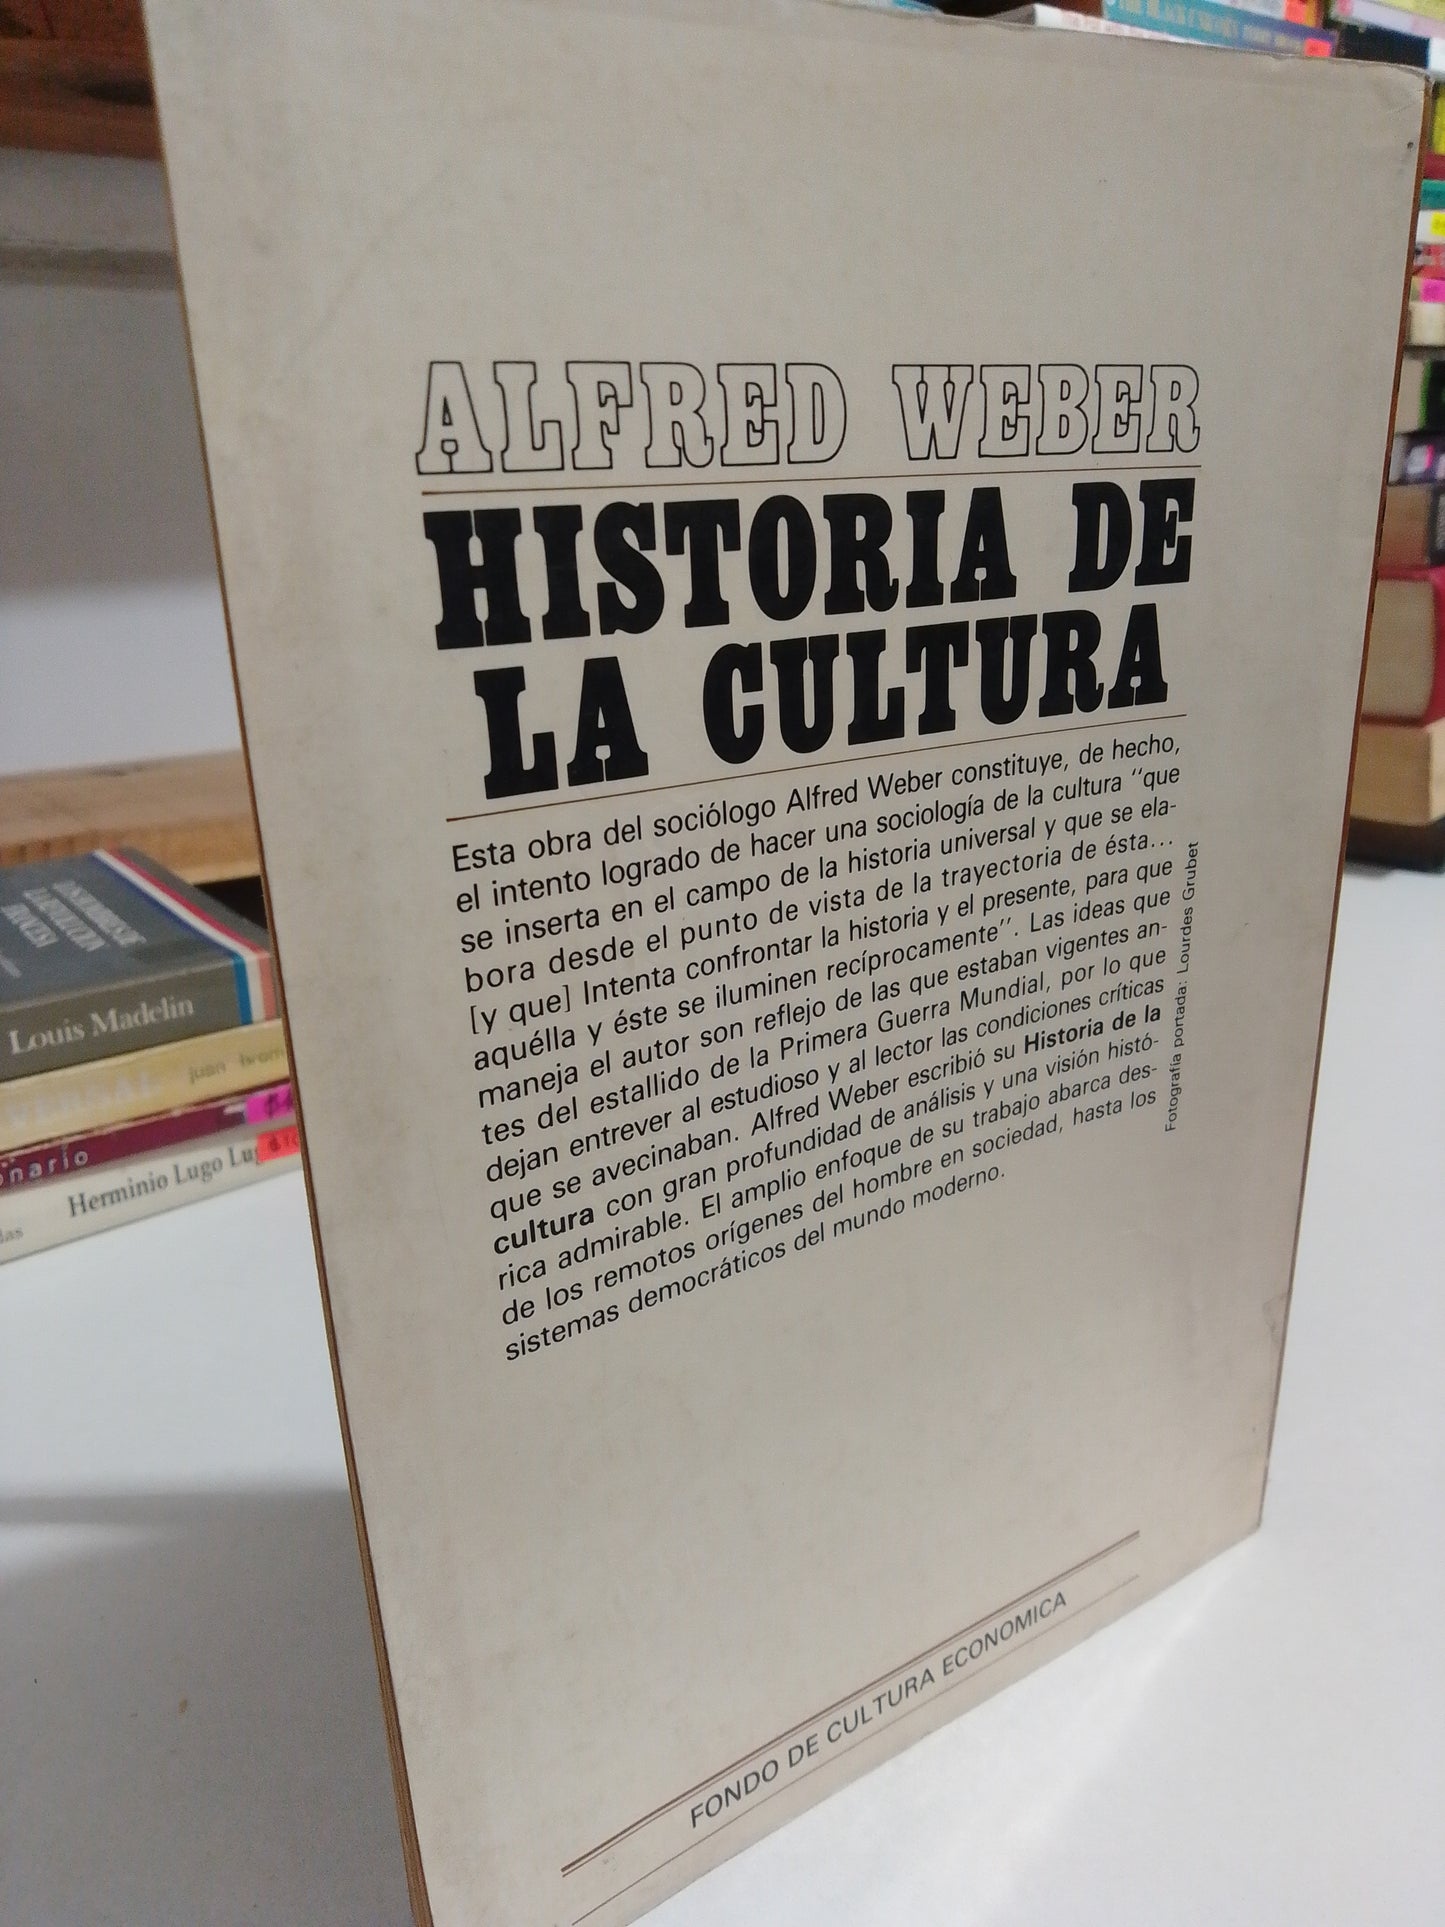 ALFRED WEBER
HISTORIA DE
LA CULTURA
Esta obra del sociólogo Alfred Weber constituye, de hecho,
el intento logrado de hacer una sociología de la cultura "que
se inserta en el campo de la historia universal y que se ela-
bora desde el punto de vista de la trayectoria de ésta...
[y que] Intenta confrontar la historia y el presente, para que
aquélla y éste se iluminen recíprocamente". Las ideas que
maneja el autor son reflejo de las que estaban vigentes an-
tes del estallido de la Primera Guerra Mundial, por lo que
dejan entrever al estudioso y al lector las condiciones críticas
que se avecinaban. Alfred Weber escribió su Historia de la
cultura con gran profundidad de análisis y una visión histó-
rica admirable. El amplio enfoque de su trabajo abarca des-
de los remotos orígenes del hombre en sociedad, hasta los
sistemas democráticos del mundo moderno.
Fotografía portada: Lourdes Grubet
FONDO DE CULTURA ECONOMICA
Louis Madelin
juan
onario
Herminio Lugo Lug
das